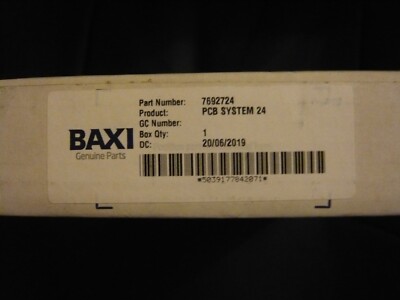 Part Number: 7692724
Product: PCB SYSTEM 24
GC Number:
Box Qty: 1
DC: 20/06/2019
BAXI
Genuine Parts
*5039177642071*